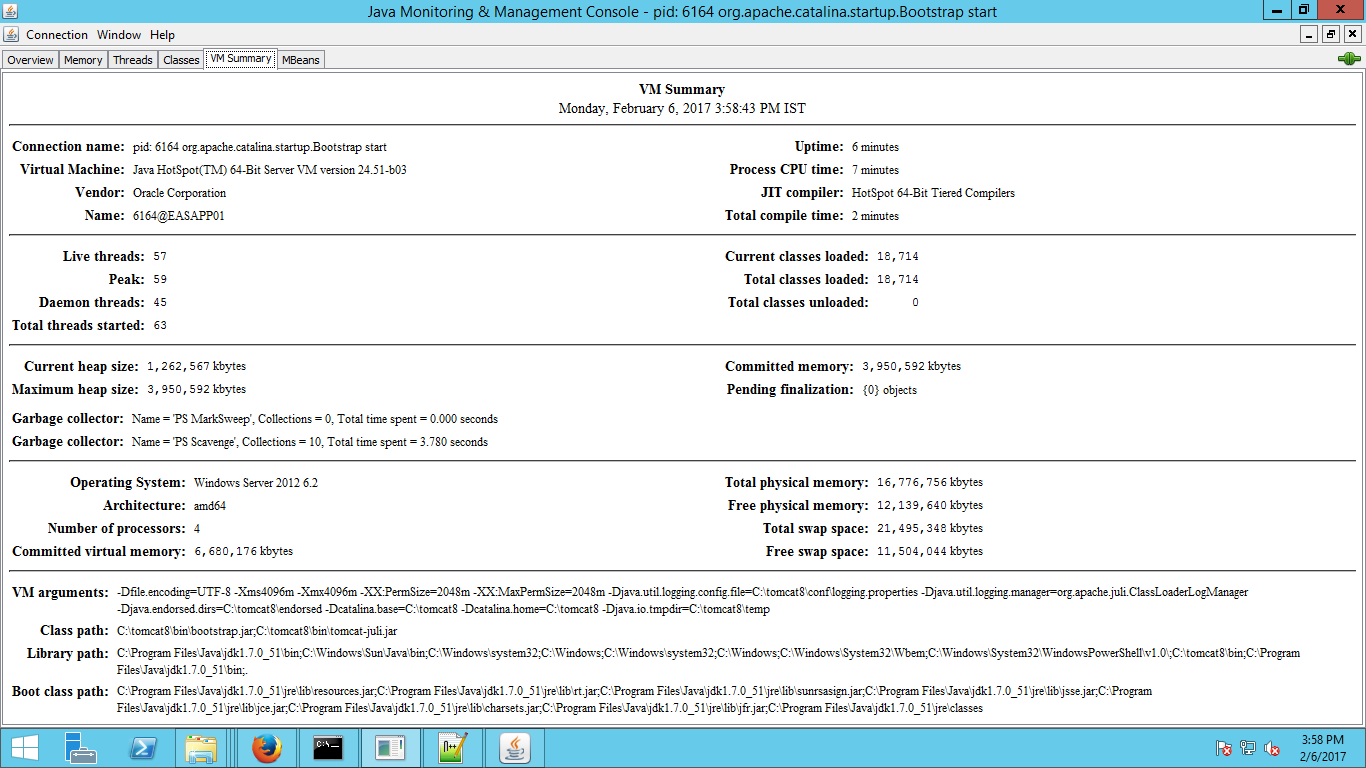 Java Monitoring & Management Console - pid: 6164 org.apache.catalina.startup.Bootstrap start
Connection Window Help
Overview Memory Threads Classes VM Summary MBeans
VM Summary
Monday, February 6, 2017 3:58:43 PM IST
Connection name: pid: 6164 org.apache.catalina.startup.Bootstrap start
Virtual Machine: Java HotSpot(TM) 64-Bit Server VM version 24.51-b03
Vendor: Oracle Corporation
Name: 6164@EASAPP01
Uptime: 6 minutes
Process CPU time: 7 minutes
JIT compiler: HotSpot 64-Bit Tiered Compilers
Total compile time: 2 minutes
Live threads: 57
Peak: 59
Daemon threads: 45
Total threads started: 63
Current classes loaded: 18,714
Total classes loaded: 18,714
Total classes unloaded: 0
Current heap size: 1,262,567 kbytes
Maximum heap size: 3,950,592 kbytes
Committed memory: 3,950,592 kbytes
Pending finalization: {0} objects
Garbage collector: Name = 'PS MarkSweep', Collections = 0, Total time spent = 0.000 seconds
Garbage collector: Name = 'PS Scavenge', Collections = 10, Total time spent = 3.780 seconds
Operating System: Windows Server 2012 6.2
Architecture: amd64
Number of processors: 4
Committed virtual memory: 6,680,176 kbytes
Total physical memory: 16,776,756 kbytes
Free physical memory: 12,139,640 kbytes
Total swap space: 21,495,348 kbytes
Free swap space: 11,504,044 kbytes
VM arguments: -Dfile.encoding=UTF-8 -Xms4096m -Xmx4096m -XX:PermSize=2048m -XX:MaxPermSize=2048m -Djava.util.logging.config.file=C:\tomcat8\conf\logging.properties -Djava.util.logging.manager=org.apache.juli.ClassLoaderLogManager
-Djava.endorsed.dirs=C:\tomcat8\endorsed -Dcatalina.base=C:\tomcat8 -Dcatalina.home=C:\tomcat8 -Djava.io.tmpdir=C:\tomcat8\temp
Class path: C:\tomcat8\bin\bootstrap.jar;C:\tomcat8\bin\tomcat-juli.jar
Library path: C:\Program Files\Java\jdk1.7.0_51\bin;C:\Windows\Sun\Java\bin;C:\Windows\system32;C:\Windows;C:\Windows\system32;C:\Windows;C:\Windows\System32\Wbem;C:\Windows\System32\WindowsPowerShell\v1.0\;C:\tomcat8\bin;C:\Program
Files\Java\jdk1.7.0_51\bin;.
Boot class path: C:\Program Files\Java\jdk1.7.0_51\jre\lib\resources.jar;C:\Program Files\Java\jdk1.7.0_51\jre\lib\rt.jar;C:\Program Files\Java\jdk1.7.0_51\jre\lib\sunrsasign.jar;C:\Program Files\Java\jdk1.7.0_51\jre\lib\jsse.jar;C:\Program
Files\Java\jdk1.7.0_51\jre\lib\jce.jar;C:\Program Files\Java\jdk1.7.0_51\jre\lib\charsets.jar;C:\Program Files\Java\jdk1.7.0_51\jre\lib\jfr.jar;C:\Program Files\Java\jdk1.7.0_51\jre\classes
C:\
N++
3:58 PM
2/6/2017